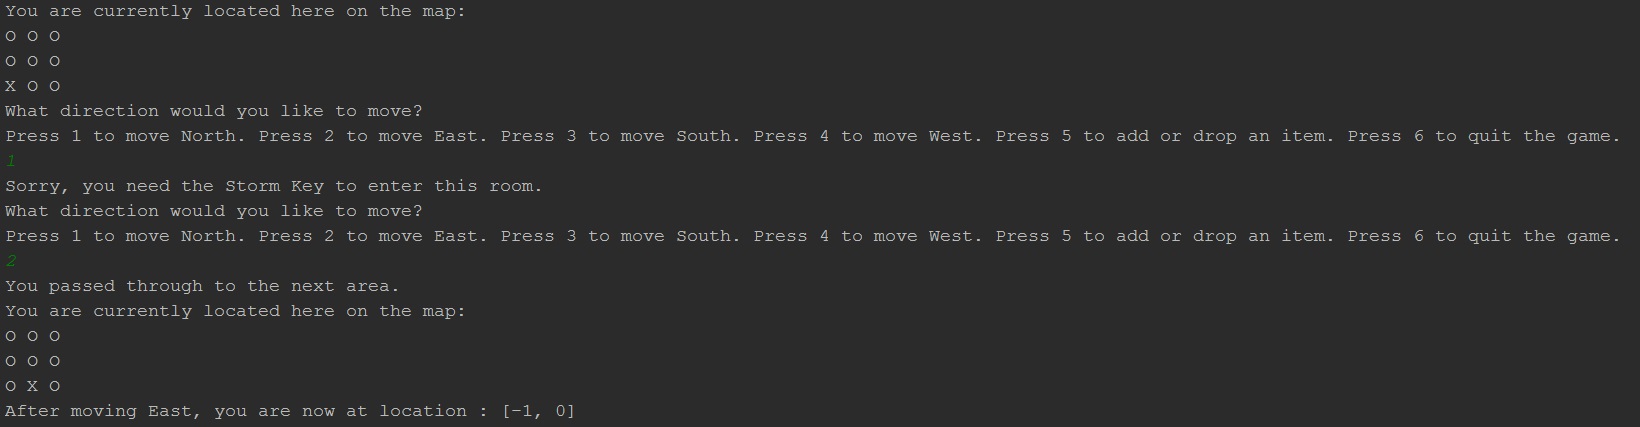 You are currently located here on the map:
O O O
O O O
X O O
What direction would you like to move?
Press 1 to move North. Press 2 to move East. Press 3 to move South. Press 4 to move West. Press 5 to add or drop an item. Press 6 to quit the game.
1
Sorry, you need the Storm Key to enter this room.
What direction would you like to move?
Press 1 to move North. Press 2 to move East. Press 3 to move South. Press 4 to move West. Press 5 to add or drop an item. Press 6 to quit the game.
2
You passed through to the next area.
You are currently located here on the map:
O O O
O O O
O X O
After moving East, you are now at location : [-1, 0]